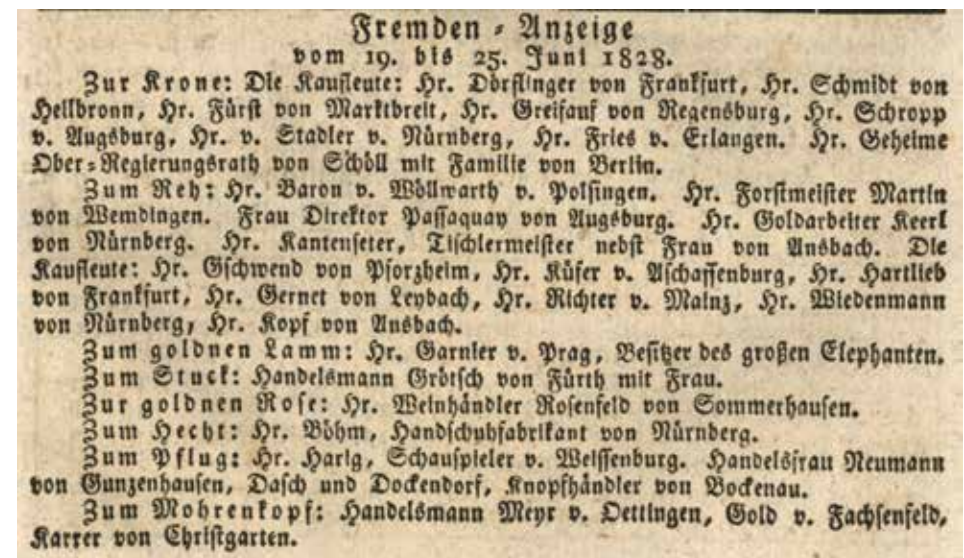 Fremden-Anzeige
vom 19. bis 25. Juni 1828.
Zur Krone: Die Kaufleute: Hr. Dörflinger von Frankfurt, Hr. Schmidt von
Heilbronn, Hr. Fürst von Marktbreit, Hr. Greifauf von Regensburg, Hr. Schropp
v. Augsburg, Hr. v. Stadler v. Nürnberg, Hr. Fries v. Erlangen. Hr. Geheime
Ober-Regierungsrath von Schöll mit Familie von Berlin.
Zum Reh: Hr. Baron v. Wöllwarth v. Polsingen. Hr. Forstmeister Martin
von Wemdingen. Frau Direktor Passaquay von Augsburg. Hr. Goldarbeiter Keerl
von Nürnberg. Hr. Kantenseter, Tischlermeister nebst Frau von Ansbach. Die
Kaufleute: Hr. Gschwend von Pforzheim, Hr. Küfer v. Aschaffenburg, Hr. Hartlieb
von Frankfurt, Hr. Gernet von Leybach, Hr. Richter v. Mainz, Hr. Wiedenmann
von Nürnberg, Hr. Kopf von Ansbach.
Zum goldnen Lamm: Hr. Garnier v. Prag, Besitzer des großen Elephanten.
Zum Stuck: Handelsmann Grötsch von Fürth mit Frau.
Zur goldnen Rose: Hr. Weinhändler Rosenfeld von Sommerhausen.
Zum Hecht: Hr. Böhm, Handschuhfabrikant von Nürnberg.
Zum Pflug: Hr. Harig, Schauspieler v. Weissenburg. Handelsfrau Neumann
von Gunzenhausen, Dasch und Dockendorf, Knopfhändler von Bockenau.
Zum Mohrenkopf: Handelsmann Meyr v. Oettingen, Gold v. Fachsenfeld,
Karrer von Christgarten.